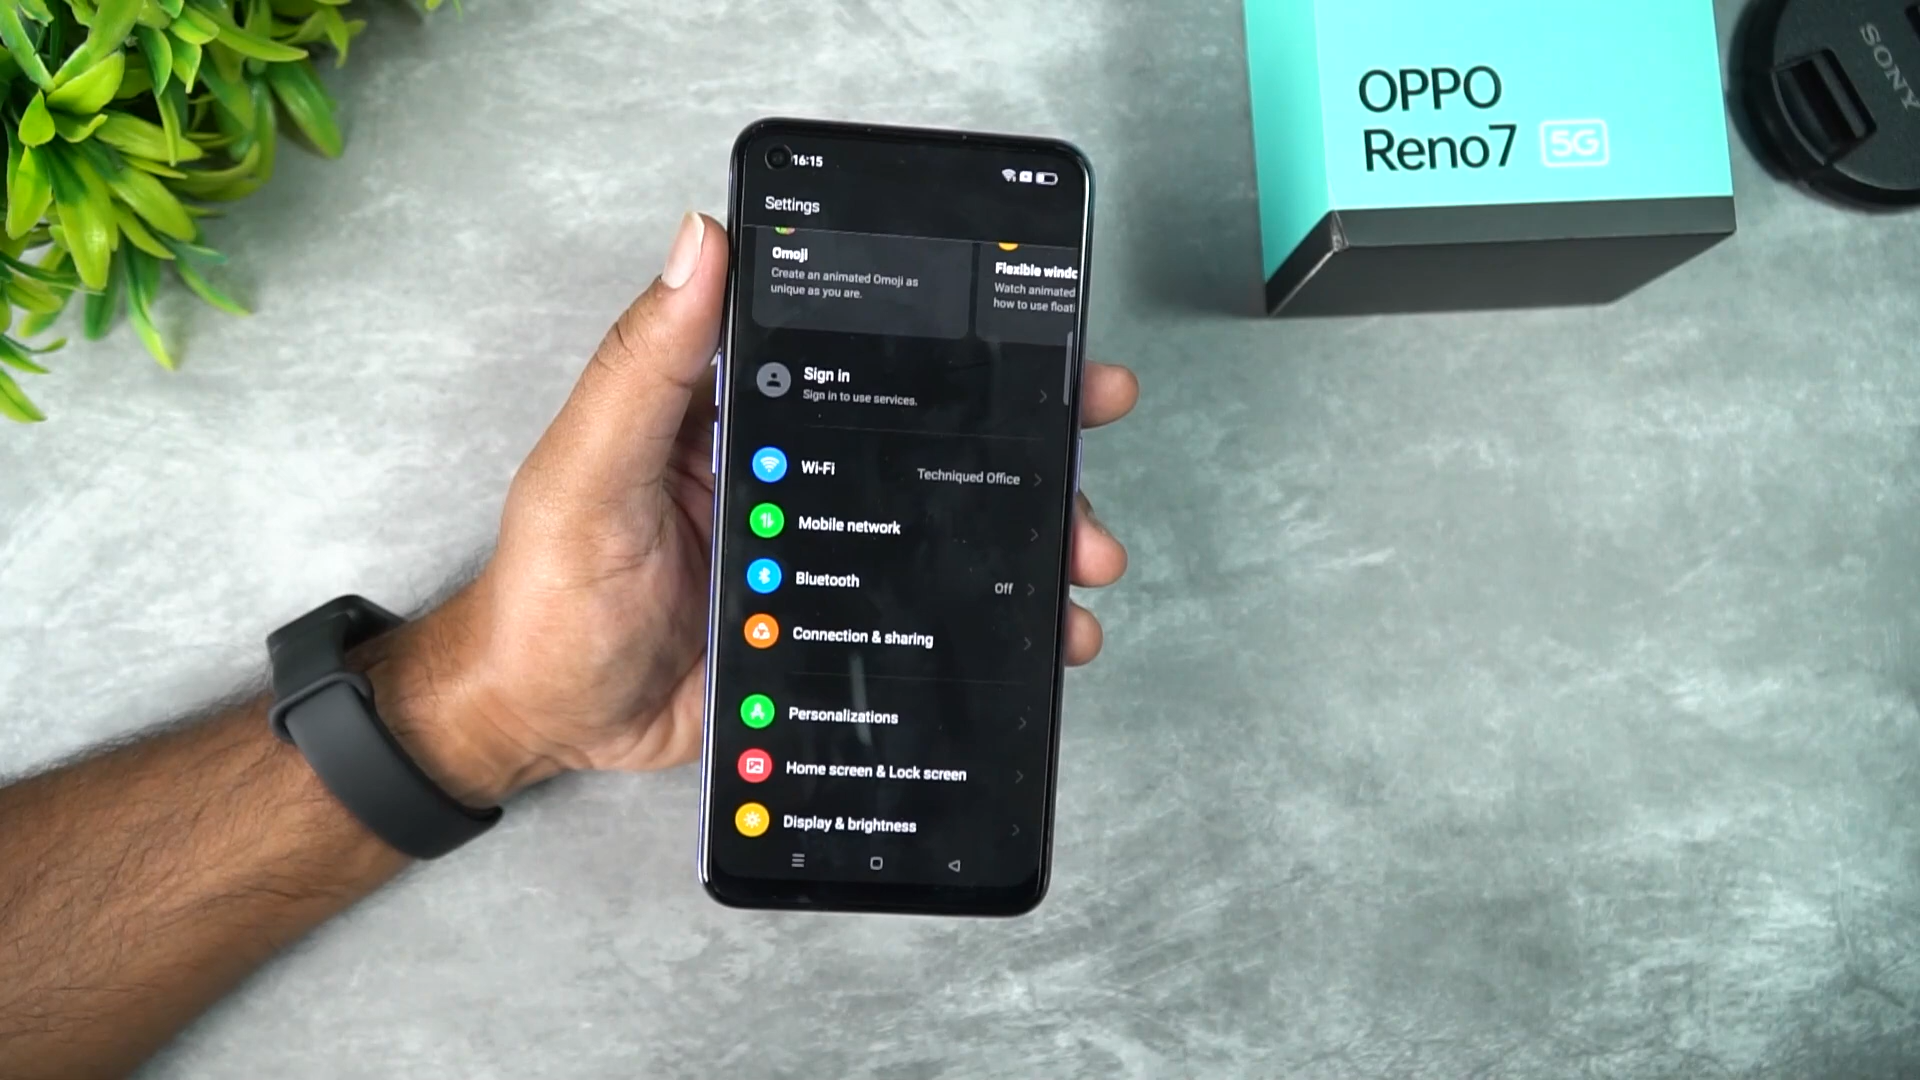 OPPO
Reno7 5G
SONY
16:15
Settings
Omoji
Create an animated Omoji as
unique as you are.
Flexible windo
Watch animated
how to use floati
Sign in
Sign in to use services.
Wi-Fi Techniqued Office
Mobile network
Bluetooth Off
Connection & sharing
Personalizations
Home screen & Lock screen
Display & brightness